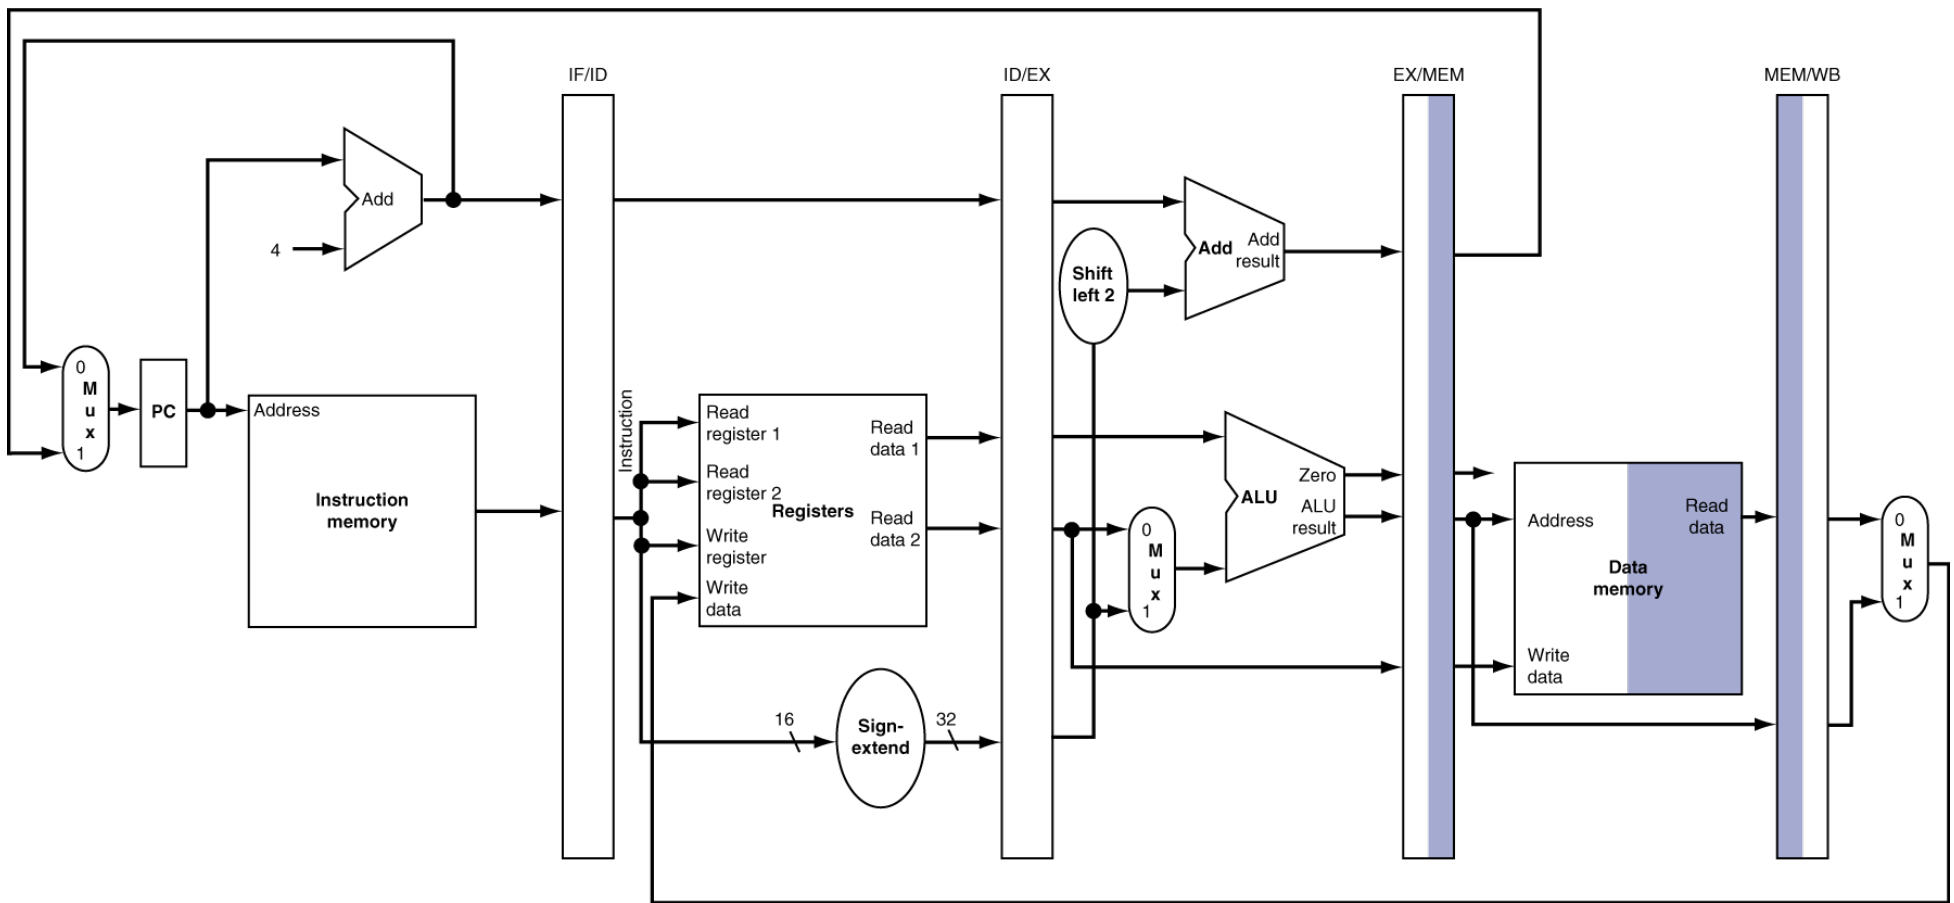 IF/ID
ID/EX
EX/MEM
MEM/WB
Add
4
Add
Add
result
Shift
left 2
0
M
u
x
1
PC
Address
Instruction
memory
Instruction
Read
register 1
Read
register 2
Write
register
Write
data
Registers
Read
data 1
Read
data 2
16
Sign-
extend
32
0
M
u
x
1
ALU
Zero
ALU
result
Address
Read
data
Data
memory
Write
data
0
M
u
x
1